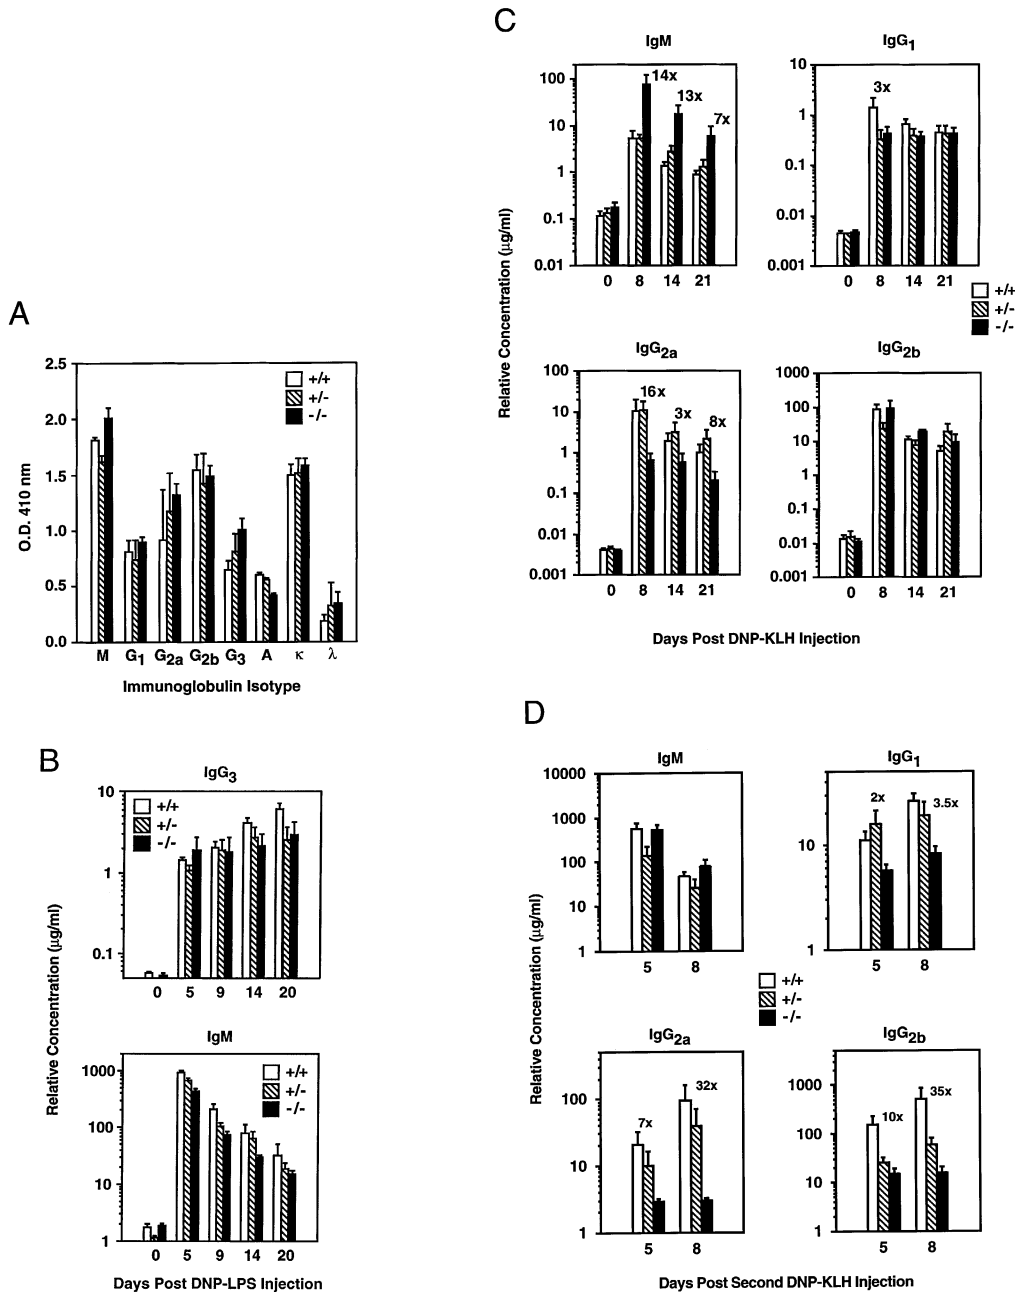 A
2.5
2.0
1.5
1.0
0.5
0.0
O.D. 410 nm
+/+
+/-
-/-
M G1 G2a G2b G3 A κ λ
Immunoglobulin Isotype
B
IgG3
10
1
0.1
+/+
+/-
-/-
0 5 9 14 20
Relative Concentration (µg/ml)
IgM
1000
100
10
1
+/+
+/-
-/-
0 5 9 14 20
Days Post DNP-LPS Injection
C
IgM
100
10
1
0.1
0.01
14x
13x
7x
0 8 14 21
IgG1
10
1
0.1
0.01
0.001
3x
0 8 14 21
+/+
+/-
-/-
Relative Concentration (µg/ml)
IgG2a
100
10
1
0.1
0.01
0.001
16x
3x
8x
0 8 14 21
IgG2b
1000
100
10
1
0.1
0.01
0.001
0 8 14 21
Days Post DNP-KLH Injection
D
IgM
10000
1000
100
10
1
5 8
IgG1
10
1
2x
3.5x
5 8
+/+
+/-
-/-
Relative Concentration (µg/ml)
IgG2a
100
10
1
7x
32x
5 8
IgG2b
1000
100
10
1
10x
35x
5 8
Days Post Second DNP-KLH Injection